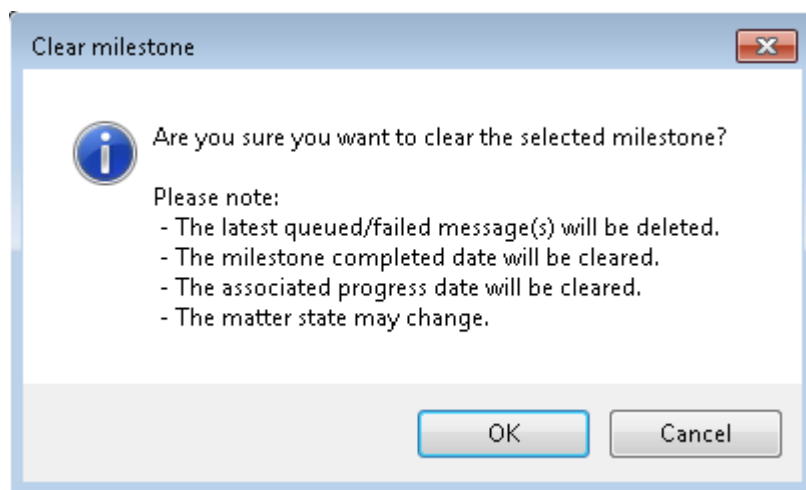 Clear milestone
Are you sure you want to clear the selected milestone?
Please note:
- The latest queued/failed message(s) will be deleted.
- The milestone completed date will be cleared.
- The associated progress date will be cleared.
- The matter state may change.
OK
Cancel